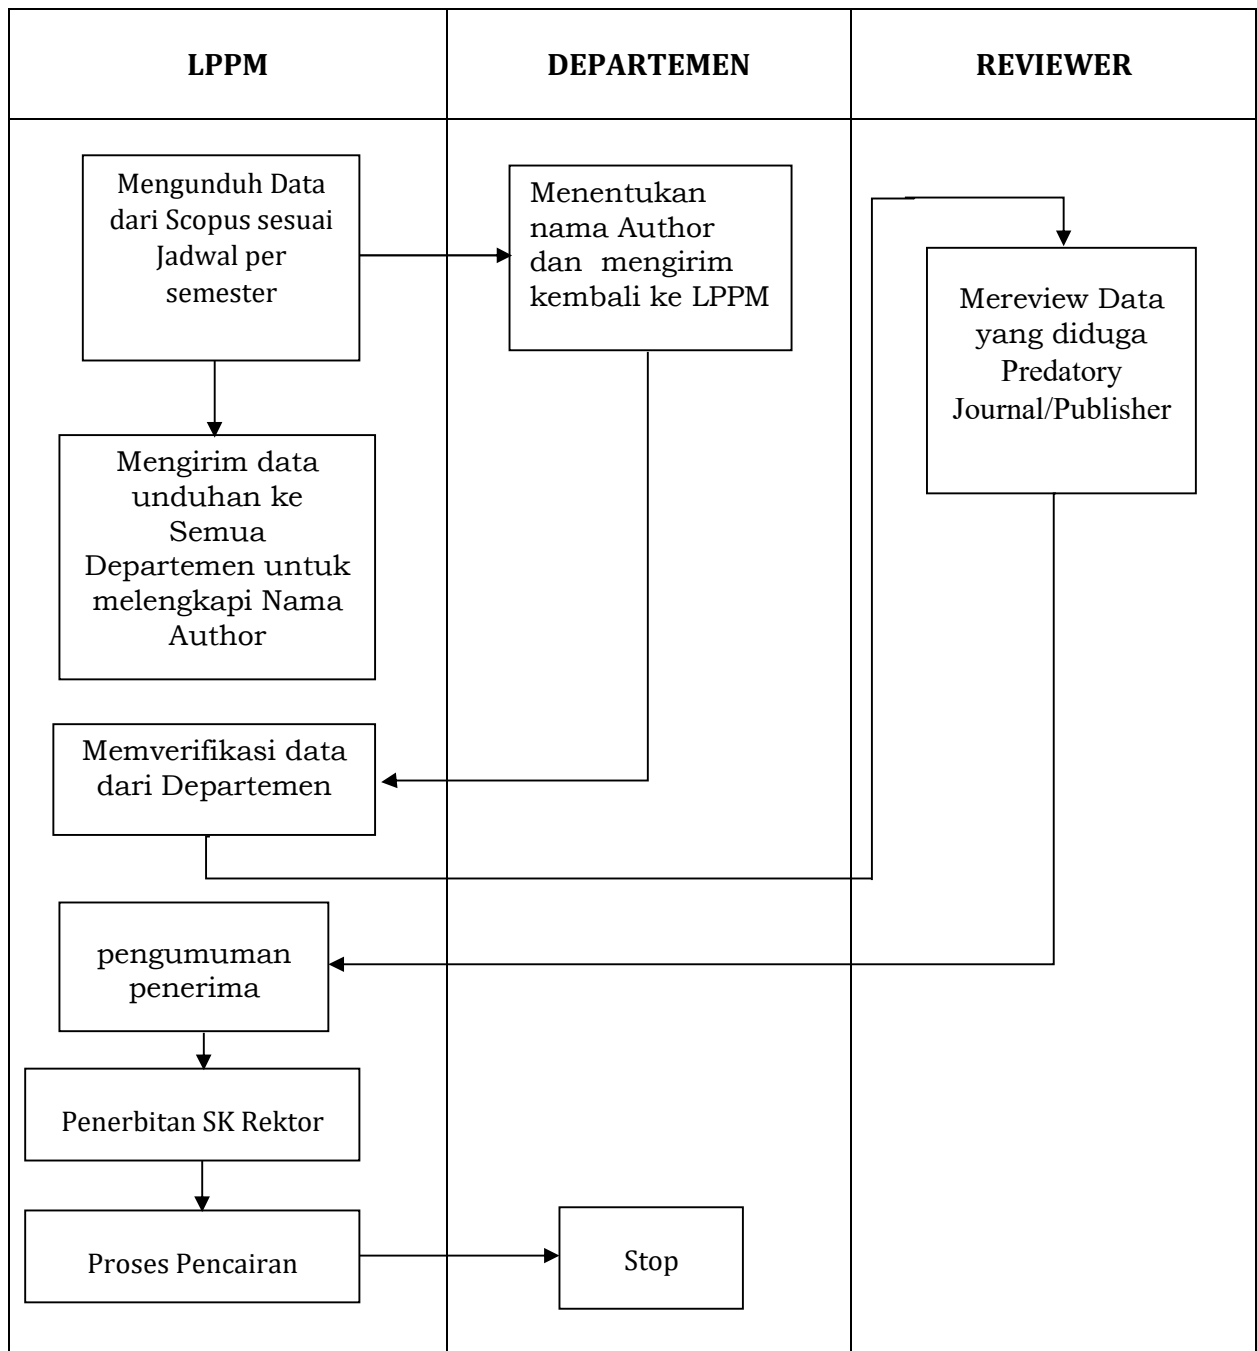 LPPM
DEPARTEMEN
REVIEWER
Mengunduh Data
dari Scopus sesuai
Jadwal per
semester
Menentukan
nama Author
dan mengirim
kembali ke LPPM
Mereview Data
yang diduga
Predatory
Journal/Publisher
Mengirim data
unduhan ke
Semua
Departemen untuk
melengkapi Nama
Author
Memverifikasi data
dari Departemen
pengumuman
penerima
Penerbitan SK Rektor
Proses Pencairan
Stop